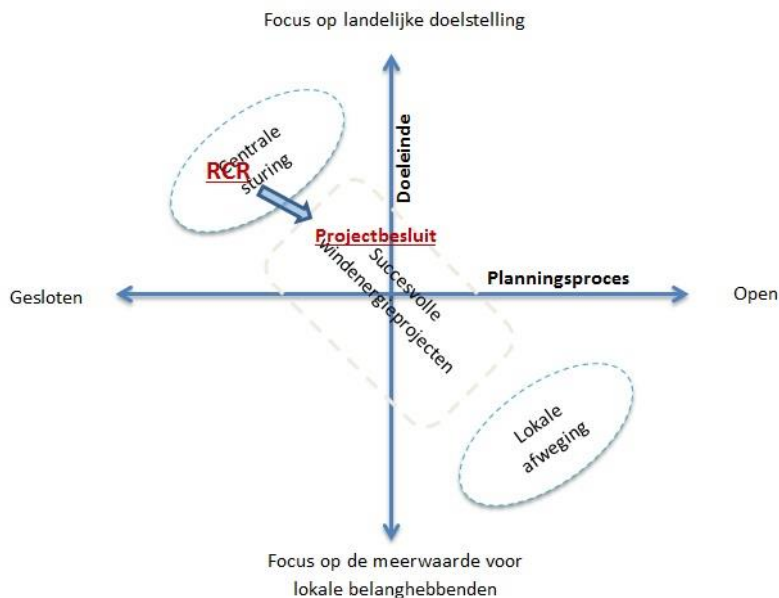 Focus op landelijke doelstelling
Doeleinde
Centrale
sturing
RCR
Projectbesluit
Succesvolle
windenergieprojecten
Planningsproces
Gesloten
Open
Lokale
afweging
Focus op de meerwaarde voor
lokale belanghebbenden